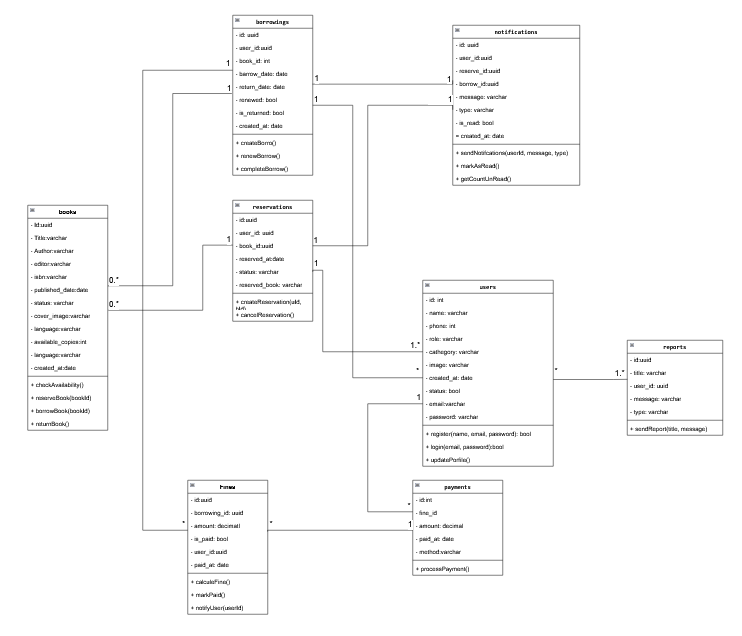 borrowings
- id: uuid
- user_id:uuid
- book_id: int
- barrow_date: date
- return_date: date
- renewed: bool
- is_returned: bool
- created_at: date
+ createBorro()
+ renewBorrow()
+ completeBorrow()
notifications
- id: uuid
- user_id:uuid
- reserve_id:uuid
- borrow_id:uuid
- message: varchar
- type: varchar
- is_read: bool
+ created_at: date
+ sendNotifcations(userId, message, type)
+ markAsRead()
+ getCountUnRead()
1
1
1
1
1
1
books
- Id:uuid
- Title:varchar
- Author:varchar
- editor:varchar
- isbn:varchar
- published_date:date
- status: varchar
- cover_image:varchar
- language:varchar
- available_copies:int
- language:varchar
- created_at:date
+ checkAvailability()
+ reserveBook(bookId)
+ borrowBook(bookId)
+ returnBook()
0.*
0.*
reservations
- id:uuid
- user_id: uuid
- book_id:uuid
- reserved_at:date
- status: varchar
- reserved_book: varchar
+ createReservation(uId,
+ cancelReservation()
1
1
1
users
- id: int
- name: varchar
- phone: int
- role: varchar
- cathegory: varchar
- image: varchar
- created_at: date
- status: bool
- email:varchar
- password: varchar
+ register(name, email, password): bool
+ login(email, password):bool
+ updatePorfile()
1.*
*
1
*
1.*
reports
- id:uuid
- title: varchar
- user_id: uuid
- message: varchar
- type: varchar
+ sendReport(title, message)
Fines
- id:uuid
- borrowing_id: uuid
- amount: decimatl
- is_paid: bool
- user_id:uuid
- paid_at: date
+ calculeFine()
+ markPaid()
+ notifyUser(userId)
*
*
payments
- id:int
- fine_id
- amount: decimal
- paid_at: date
- method:varchar
+ processPayment()
*
1